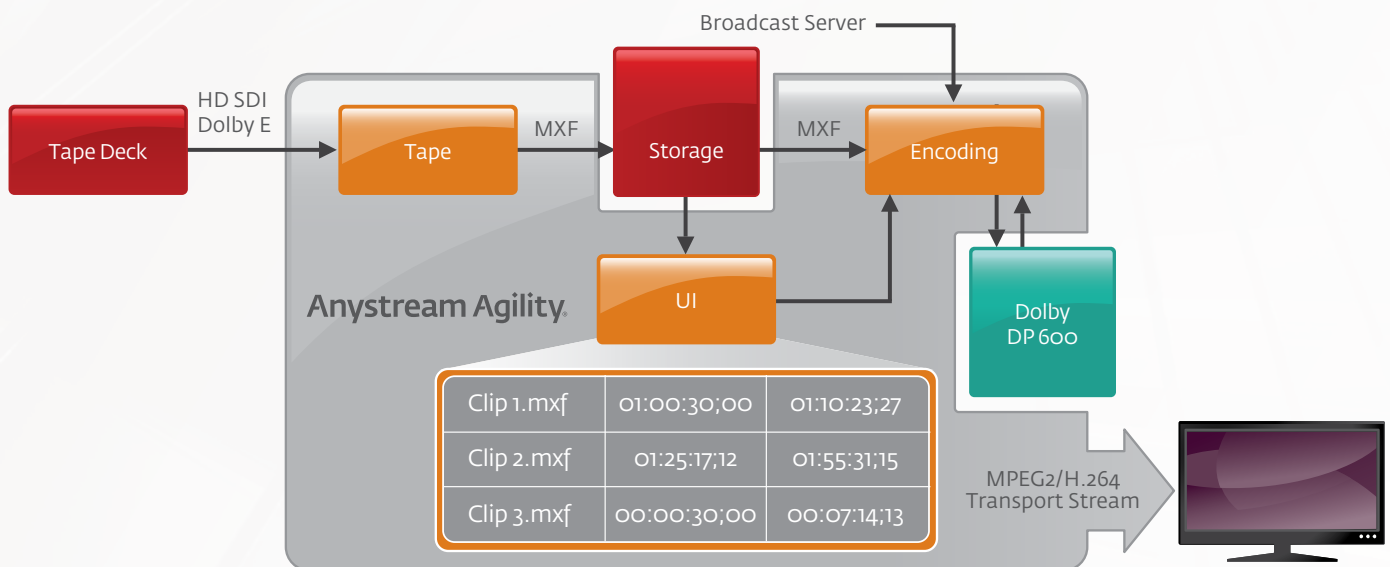 Broadcast Server
HD SDI
Dolby E
Tape Deck
Tape
MXF
Storage
MXF
Encoding
UI
Anystream Agility®
Dolby
DP 600
Clip 1.mxf 01:00:30;00 01:10:23;27
Clip 2.mxf 01:25:17;12 01:55:31;15
Clip 3.mxf 00:00:30;00 00:07:14;13
MPEG2/H.264
Transport Stream